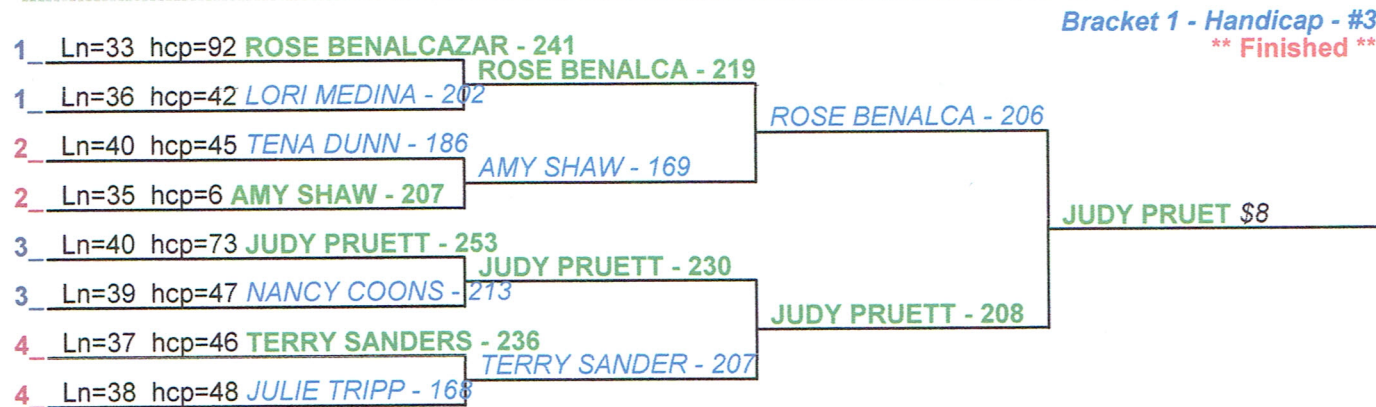 Bracket 1 - Handicap - #3
** Finished **
1_ Ln=33 hcp=92 ROSE BENALCAZAR - 241
ROSE BENALCA - 219
1_ Ln=36 hcp=42 LORI MEDINA - 202
ROSE BENALCA - 206
2_ Ln=40 hcp=45 TENA DUNN - 186
AMY SHAW - 169
2_ Ln=35 hcp=6 AMY SHAW - 207
JUDY PRUET $8
3_ Ln=40 hcp=73 JUDY PRUETT - 253
JUDY PRUETT - 230
3_ Ln=39 hcp=47 NANCY COONS - 213
JUDY PRUETT - 208
4_ Ln=37 hcp=46 TERRY SANDERS - 236
TERRY SANDER - 207
4_ Ln=38 hcp=48 JULIE TRIPP - 168